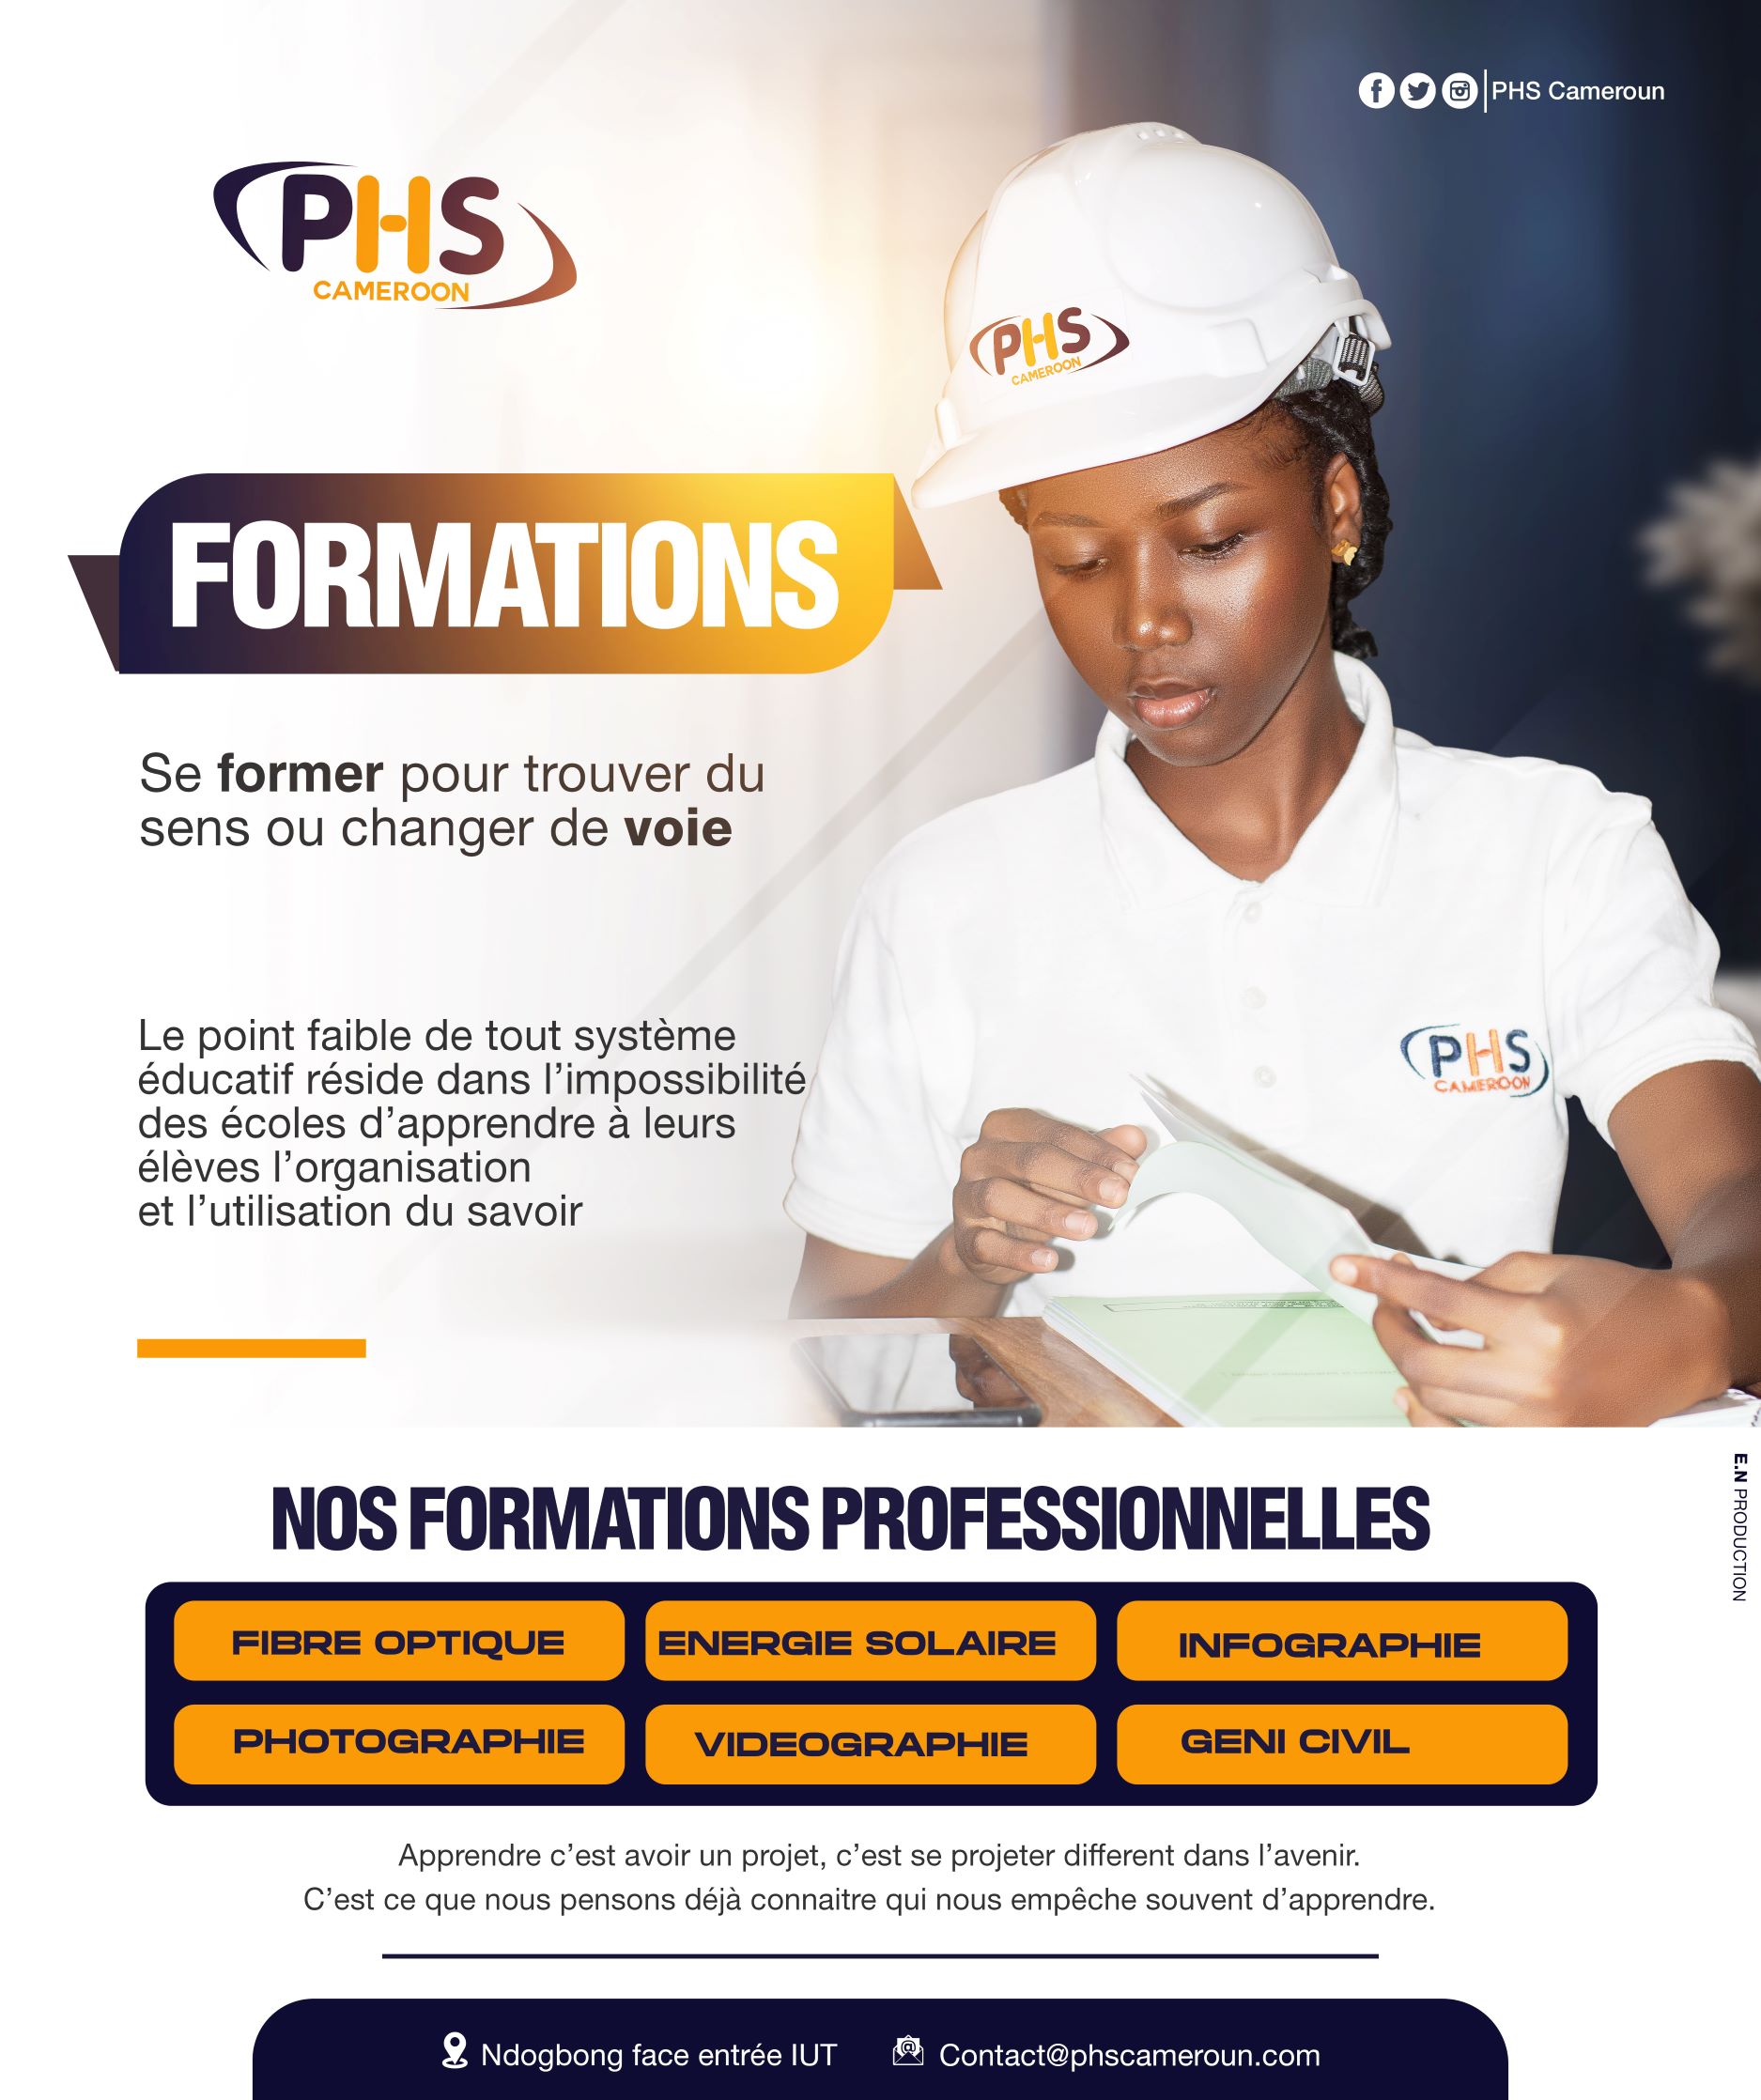 PHS Cameroun
PHS
CAMEROON
PHS
CAMEROON
FORMATIONS
Se former pour trouver du
sens ou changer de voie
Le point faible de tout système
éducatif réside dans l’impossibilité
des écoles d’apprendre à leurs
élèves l’organisation
et l’utilisation du savoir
PHS
CAMEROON
E.N PRODUCTION
NOS FORMATIONS PROFESSIONNELLES
FIBRE OPTIQUE
ENERGIE SOLAIRE
INFOGRAPHIE
PHOTOGRAPHIE
VIDEOGRAPHIE
GENI CIVIL
Apprendre c’est avoir un projet, c’est se projeter different dans l’avenir.
C’est ce que nous pensons déjà connaitre qui nous empêche souvent d’apprendre.
Ndogbong face entrée IUT
Contact@phscameroun.com